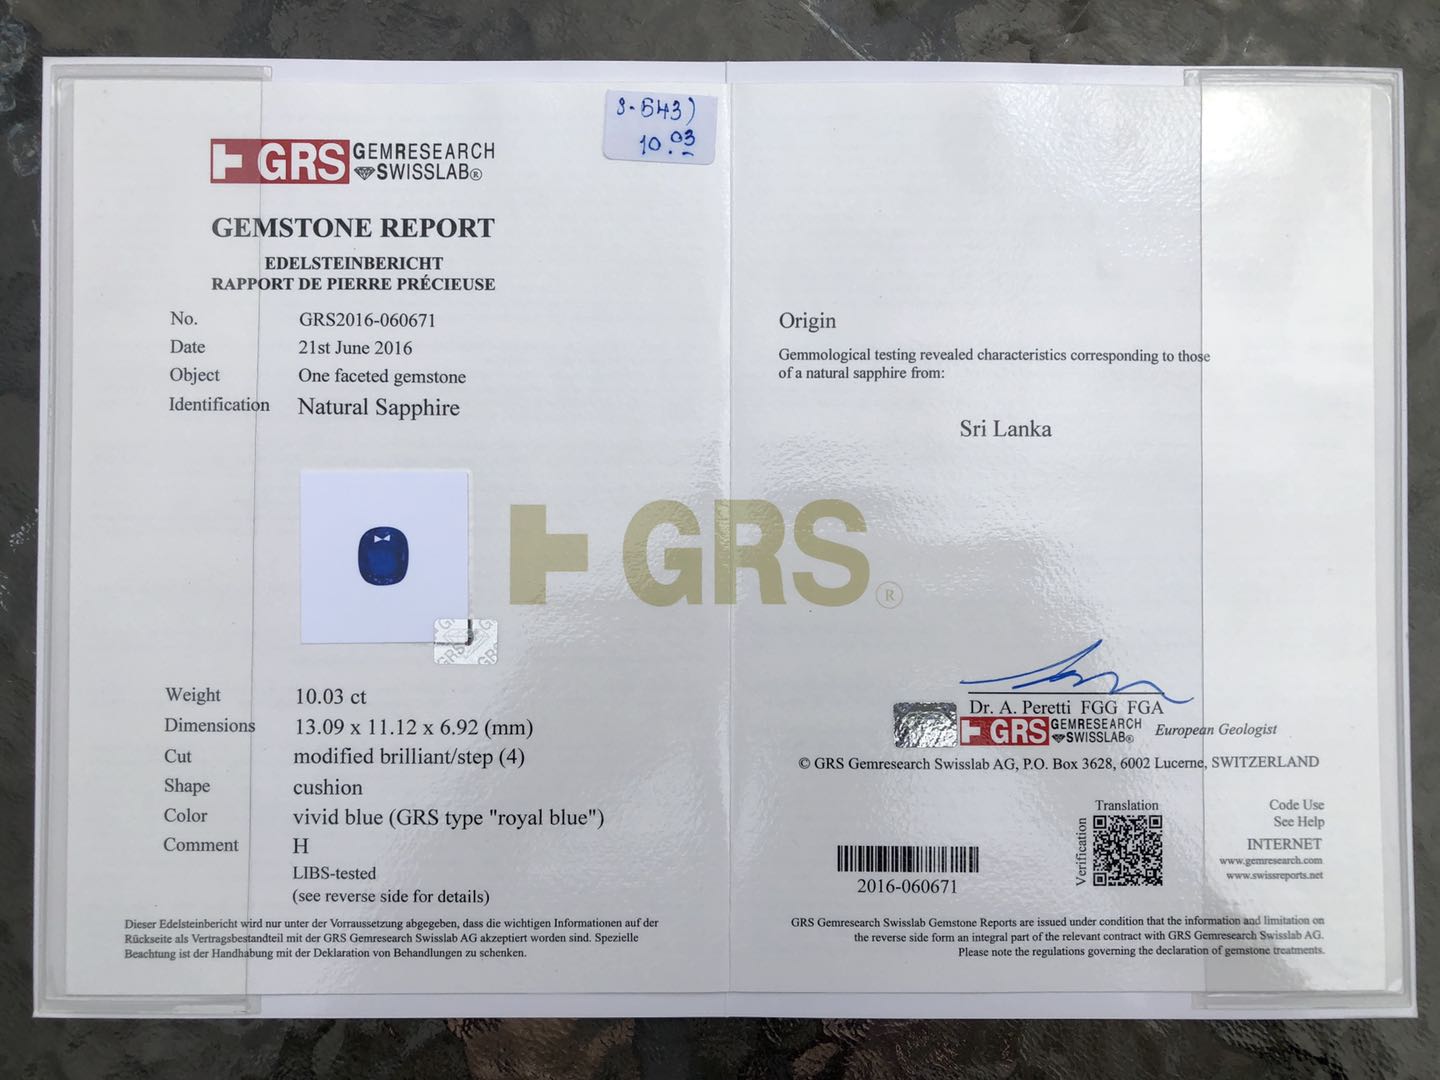 S-543)
10.03
GRS GEMRESEARCH
SWISSLAB®
GEMSTONE REPORT
EDELSTEINBERICHT
RAPPORT DE PIERRE PRÉCIEUSE
No. GRS2016-060671
Date 21st June 2016
Object One faceted gemstone
Identification Natural Sapphire
GRS
Weight 10.03 ct
Dimensions 13.09 x 11.12 x 6.92 (mm)
Cut modified brilliant/step (4)
Shape cushion
Color vivid blue (GRS type "royal blue")
Comment H
LIBS-tested
(see reverse side for details)
Dieser Edelsteinbericht wird nur unter der Vorraussetzung abgegeben, dass die wichtigen Informationen auf der
Rückseite als Vertragsbestandteil mit der GRS Gemresearch Swisslab AG akzeptiert worden sind. Spezielle
Beachtung ist der Handhabung mit der Deklaration von Behandlungen zu schenken.
GRS®
Origin
Gemmological testing revealed characteristics corresponding to those
of a natural sapphire from:
Sri Lanka
Dr. A. Peretti FGG FGA
GRS GEMRESEARCH
SWISSLAB®
European Geologist
© GRS Gemresearch Swisslab AG, P.O. Box 3628, 6002 Lucerne, SWITZERLAND
Translation
Verification
Code Use
See Help
INTERNET
www.gemresearch.com
www.swissreports.net
2016-060671
GRS Gemresearch Swisslab Gemstone Reports are issued under condition that the information and limitation on
the reverse side form an integral part of the relevant contract with GRS Gemresearch Swisslab AG.
Please note the regulations governing the declaration of gemstone treatments.